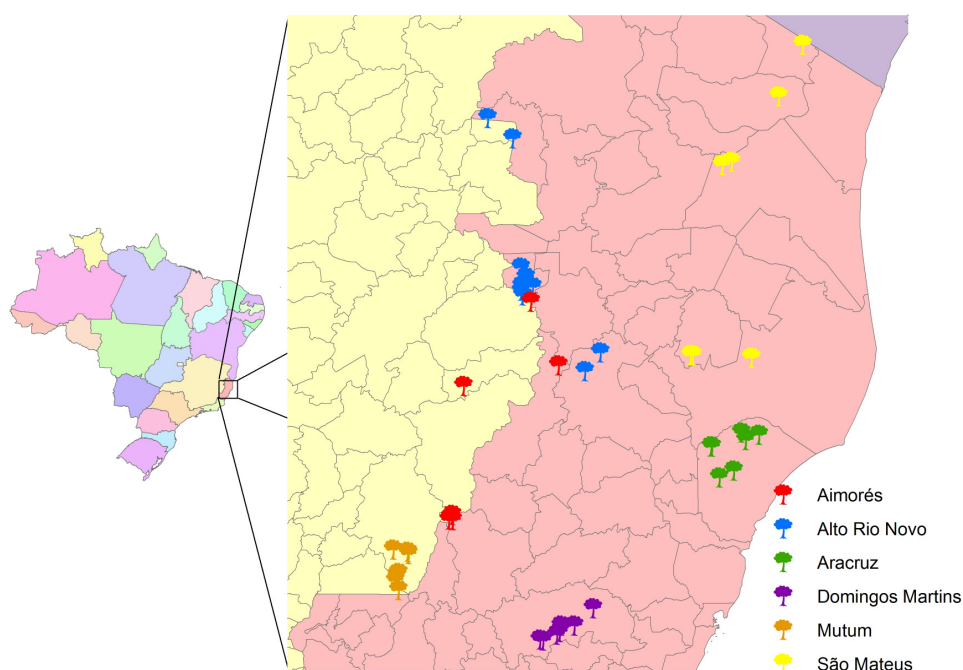 Aimorés
Alto Rio Novo
Aracruz
Domingos Martins
Mutum
São Mateus